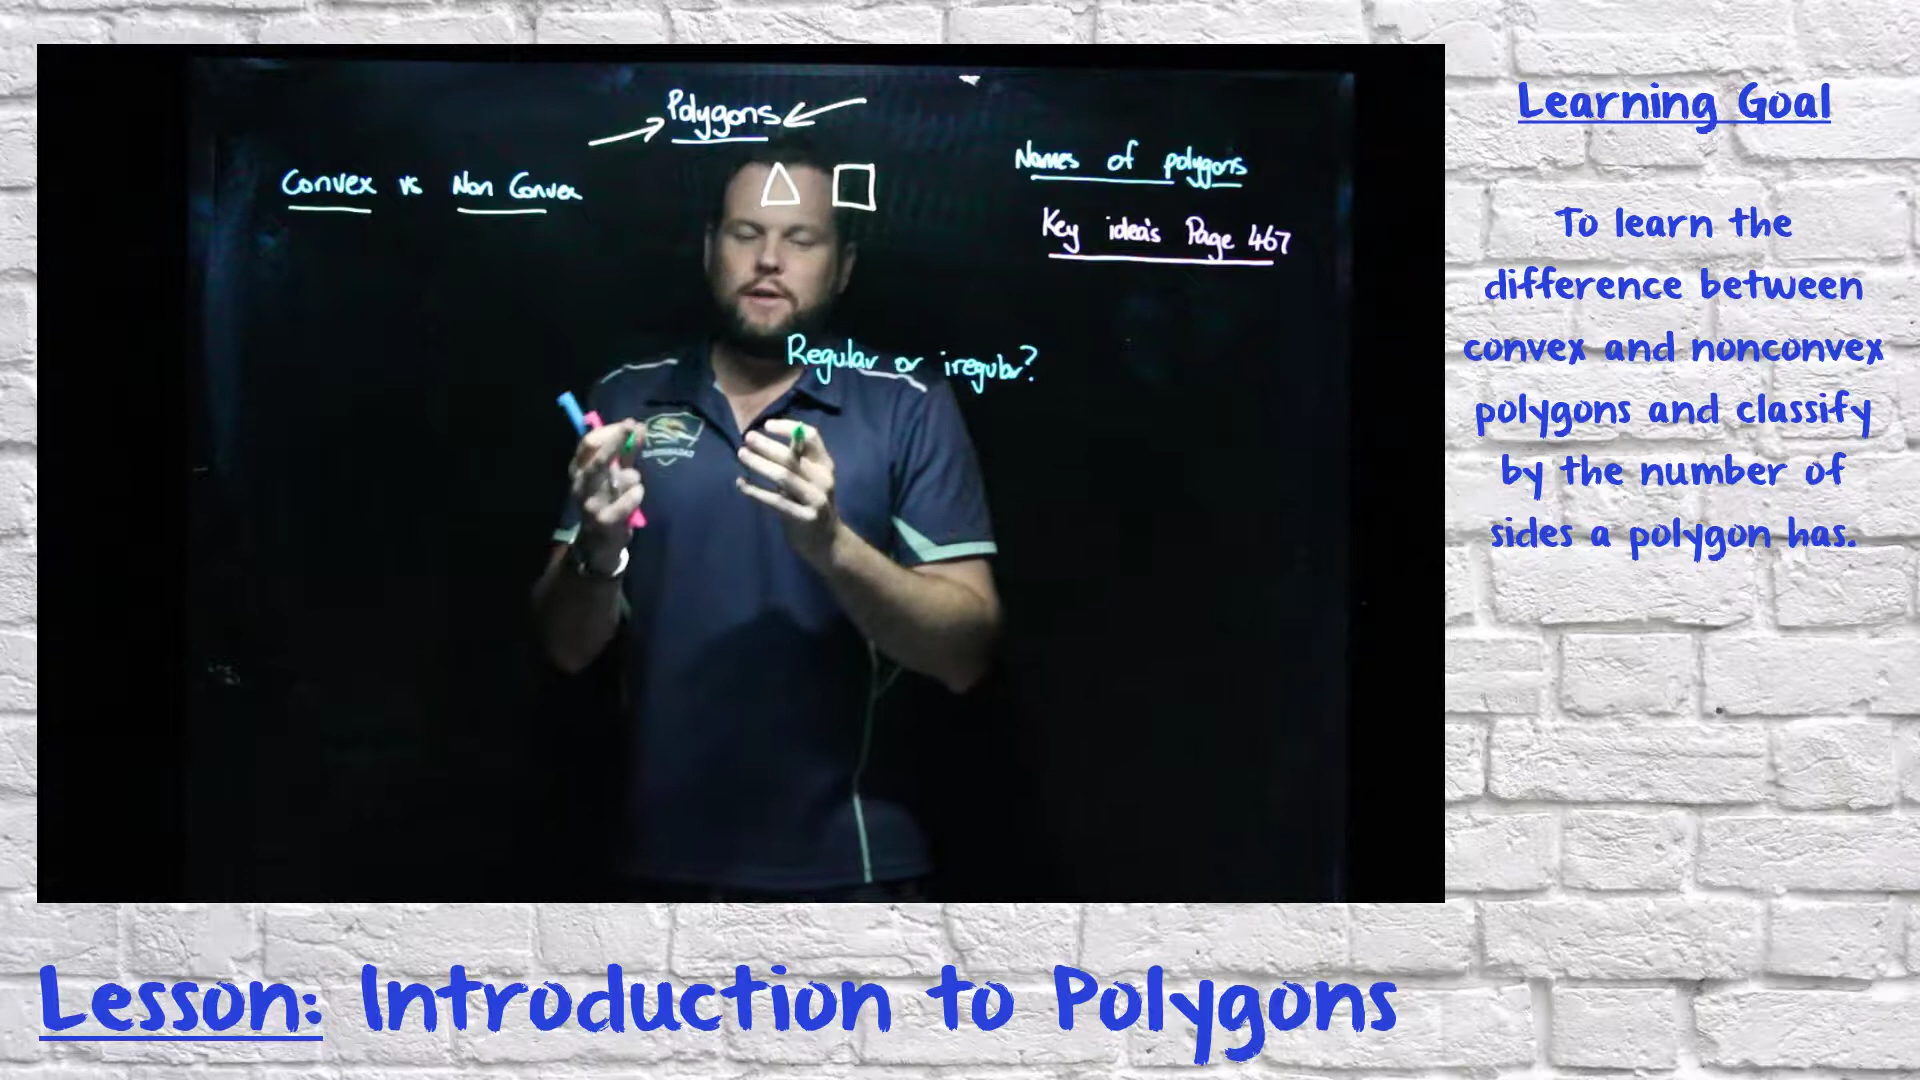 Polygons
Convex vs Non Convex
Names of polygons
Key idea's Page 467
Regular or iregular?
Learning Goal
To learn the
difference between
convex and nonconvex
polygons and classify
by the number of
sides a polygon has.
Lesson: Introduction to Polygons